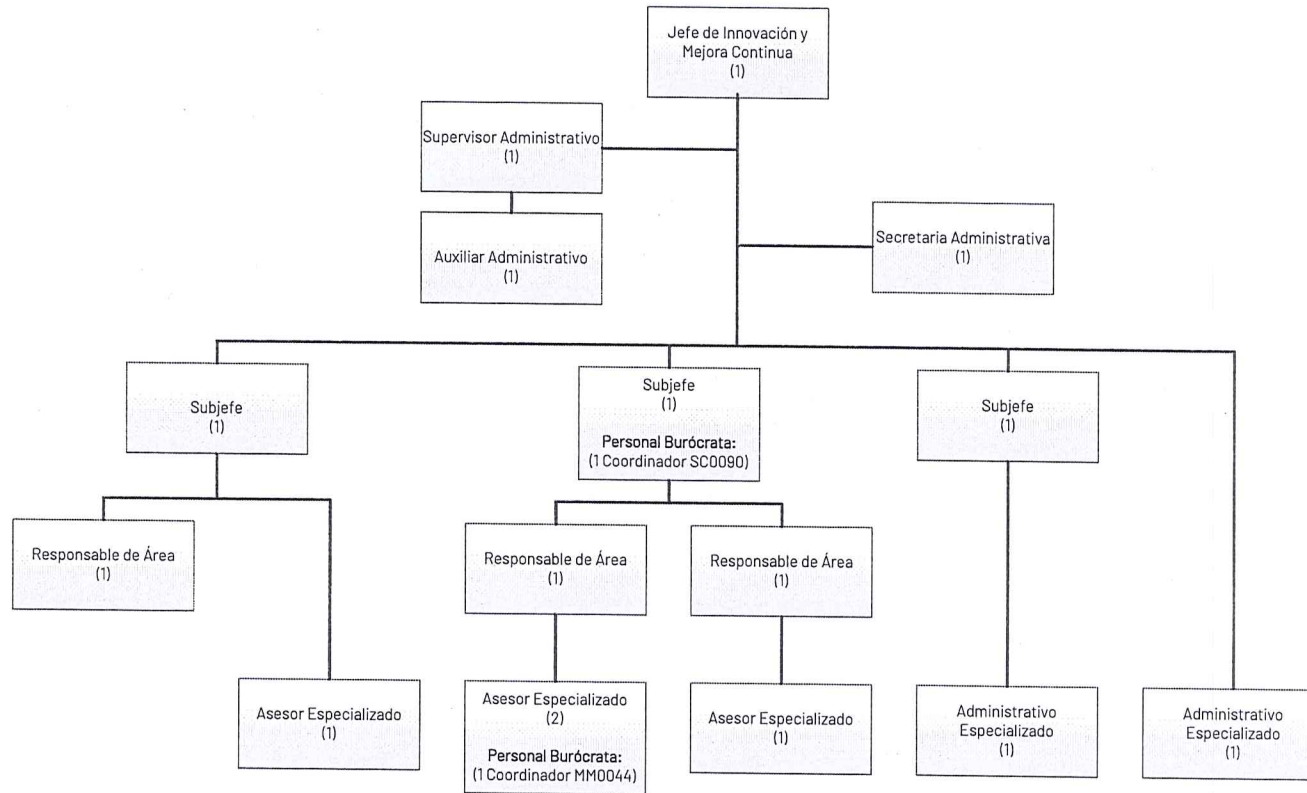 Jefe de Innovación y
Mejora Continua
(1)
Supervisor Administrativo
(1)
Auxiliar Administrativo
(1)
Secretaria Administrativa
(1)
Subjefe
(1)
Subjefe
(1)
Personal Burócrata:
(1 Coordinador SC0090)
Subjefe
(1)
Responsable de Área
(1)
Responsable de Área
(1)
Responsable de Área
(1)
Asesor Especializado
(1)
Asesor Especializado
(2)
Personal Burócrata:
(1 Coordinador MM0044)
Asesor Especializado
(1)
Administrativo
Especializado
(1)
Administrativo
Especializado
(1)